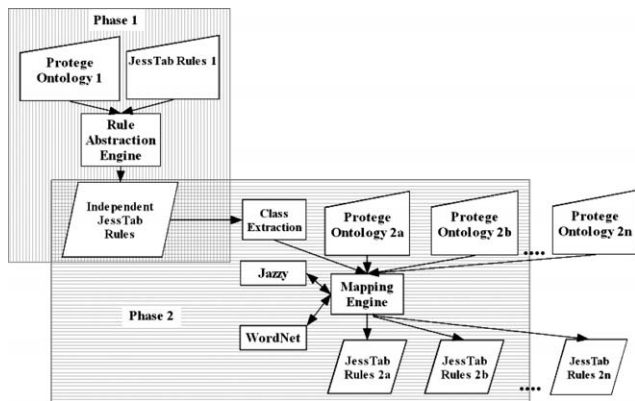 Phase 1
Protege
Ontology 1
JessTab Rules 1
Rule
Abstraction
Engine
Independent
JessTab
Rules
Class
Extraction
Protege
Ontology 2a
Protege
Ontology 2b
....
Protege
Ontology 2n
Jazzy
Mapping
Engine
Phase 2
WordNet
JessTab
Rules 2a
JessTab
Rules 2b
....
JessTab
Rules 2n